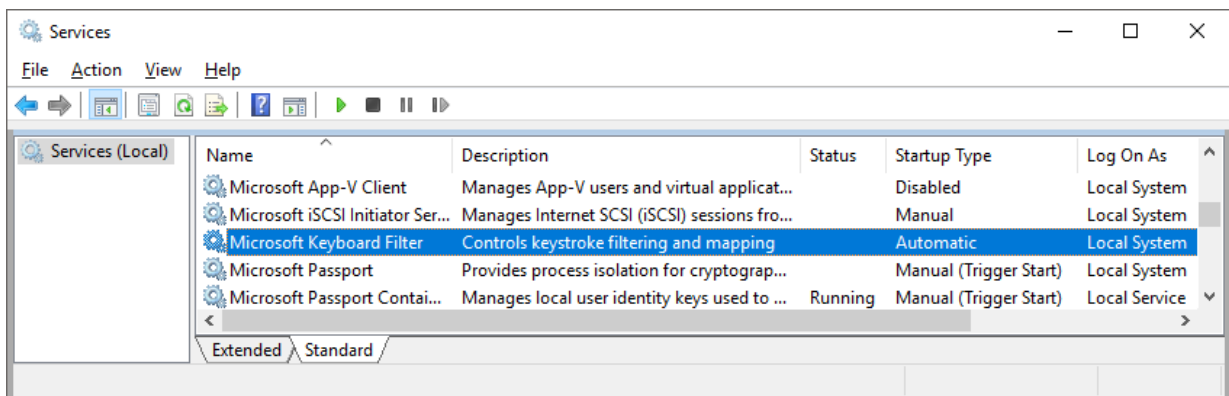 Services
File Action View Help
Services (Local)
Name Description Status Startup Type Log On As
Microsoft App-V Client Manages App-V users and virtual applicat... Disabled Local System
Microsoft iSCSI Initiator Ser... Manages Internet SCSI (iSCSI) sessions fro... Manual Local System
Microsoft Keyboard Filter Controls keystroke filtering and mapping Automatic Local System
Microsoft Passport Provides process isolation for cryptograp... Manual (Trigger Start) Local System
Microsoft Passport Contai... Manages local user identity keys used to ... Running Manual (Trigger Start) Local Service
Extended Standard